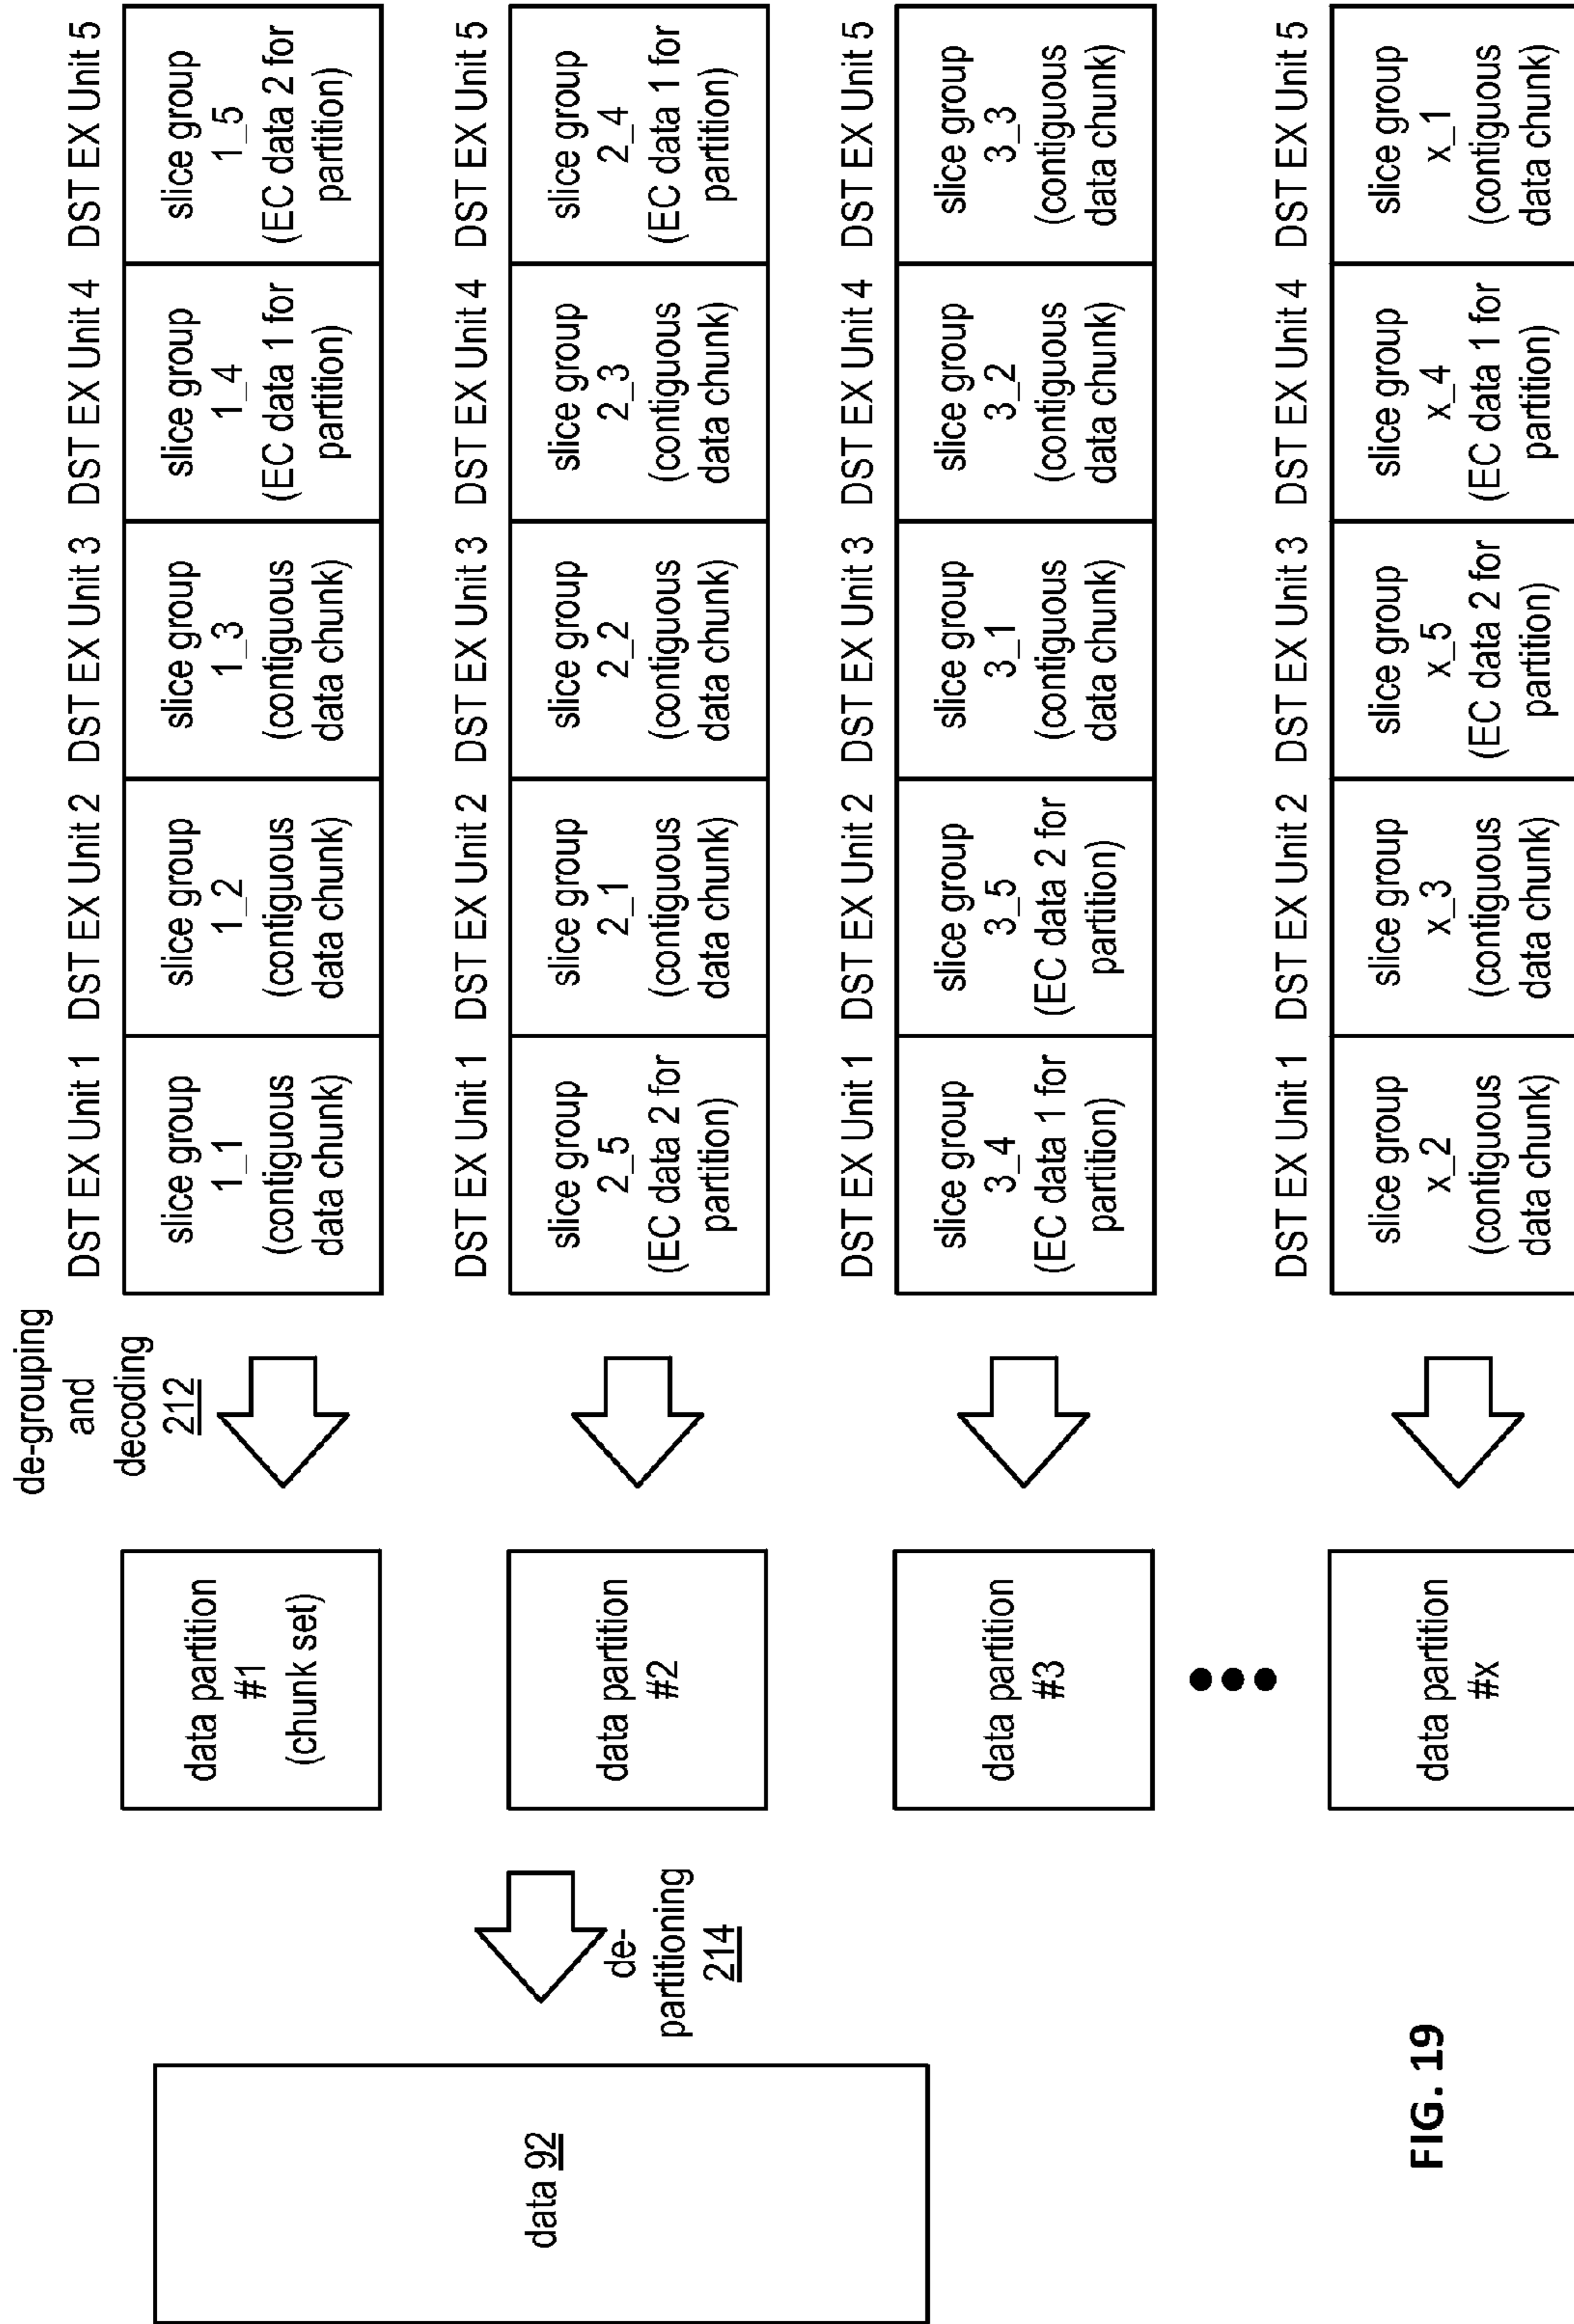 de-grouping
and
decoding
212
DST EX Unit 1 DST EX Unit 2 DST EX Unit 3 DST EX Unit 4 DST EX Unit 5
data partition
#1
(chunk set)
slice group
1_1
(contiguous
data chunk)
slice group
1_2
(contiguous
data chunk)
slice group
1_3
(contiguous
data chunk)
slice group
1_4
(EC data 1 for
partition)
slice group
1_5
(EC data 2 for
partition)
data 92
de-
partitioning
214
DST EX Unit 1 DST EX Unit 2 DST EX Unit 3 DST EX Unit 4 DST EX Unit 5
data partition
#2
slice group
2_5
(EC data 2 for
partition)
slice group
2_1
(contiguous
data chunk)
slice group
2_2
(contiguous
data chunk)
slice group
2_3
(contiguous
data chunk)
slice group
2_4
(EC data 1 for
partition)
DST EX Unit 1 DST EX Unit 2 DST EX Unit 3 DST EX Unit 4 DST EX Unit 5
data partition
#3
slice group
3_4
(EC data 1 for
partition)
slice group
3_5
(EC data 2 for
partition)
slice group
3_1
(contiguous
data chunk)
slice group
3_2
(contiguous
data chunk)
slice group
3_3
(contiguous
data chunk)
DST EX Unit 1 DST EX Unit 2 DST EX Unit 3 DST EX Unit 4 DST EX Unit 5
data partition
#x
slice group
x_2
(contiguous
data chunk)
slice group
x_3
(contiguous
data chunk)
slice group
x_5
(EC data 2 for
partition)
slice group
x_4
(EC data 1 for
partition)
slice group
x_1
(contiguous
data chunk)
FIG. 19